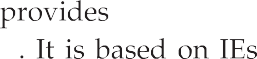 provides
. It is based on IEs